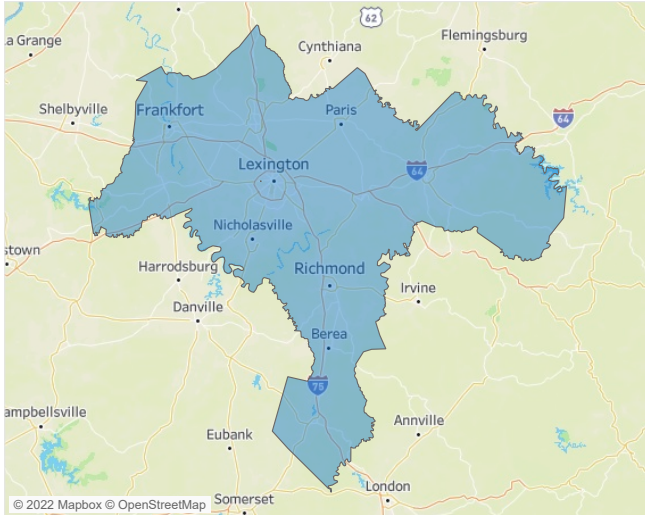 62
La Grange
Cynthiana
Flemingsburg
Shelbyville
Frankfort
Paris
64
Lexington
64
Nicholasville
Harrodsburg
Richmond
Irvine
Danville
Berea
75
Annville
Eubank
London
Somerset
© 2022 Mapbox © OpenStreetMap